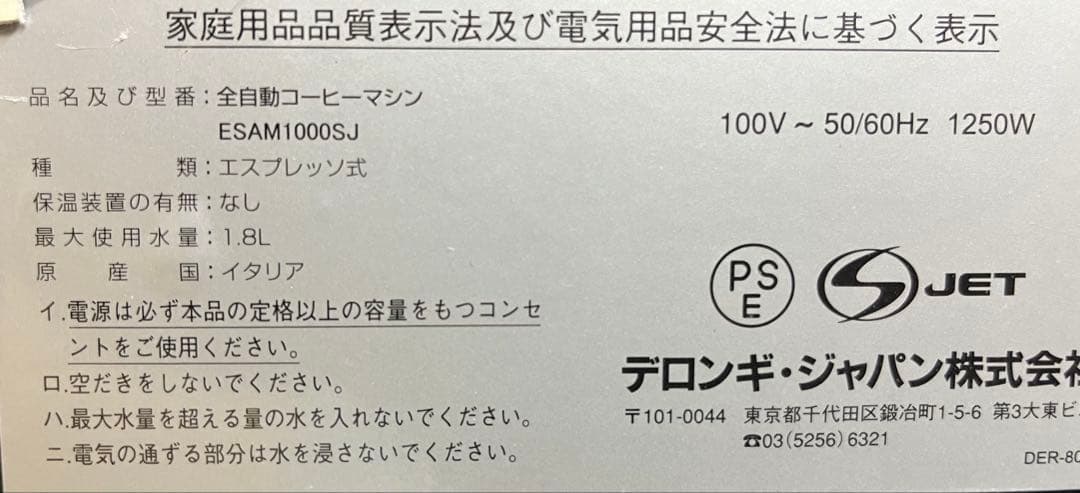 家庭用品品質表示法及び電気用品安全法に基づく表示
品名及び型番：全自動コーヒーマシン
ESAM1000SJ
100V ~ 50/60Hz 1250W
種類：エスプレッソ式
保温装置の有無：なし
最大使用水量：1.8L
原産国：イタリア
イ.電源は必ず本品の定格以上の容量をもつコンセ
ントをご使用ください。
ロ.空だきをしないでください。
ハ.最大水量を超える量の水を入れないでください。
ニ.電気の通ずる部分は水を浸さないでください。
PS
E
S JET
デロンギ・ジャパン株式会社
〒101-0044 東京都千代田区鍛冶町1-5-6 第3大東ビ
☎03(5256)6321
DER-80